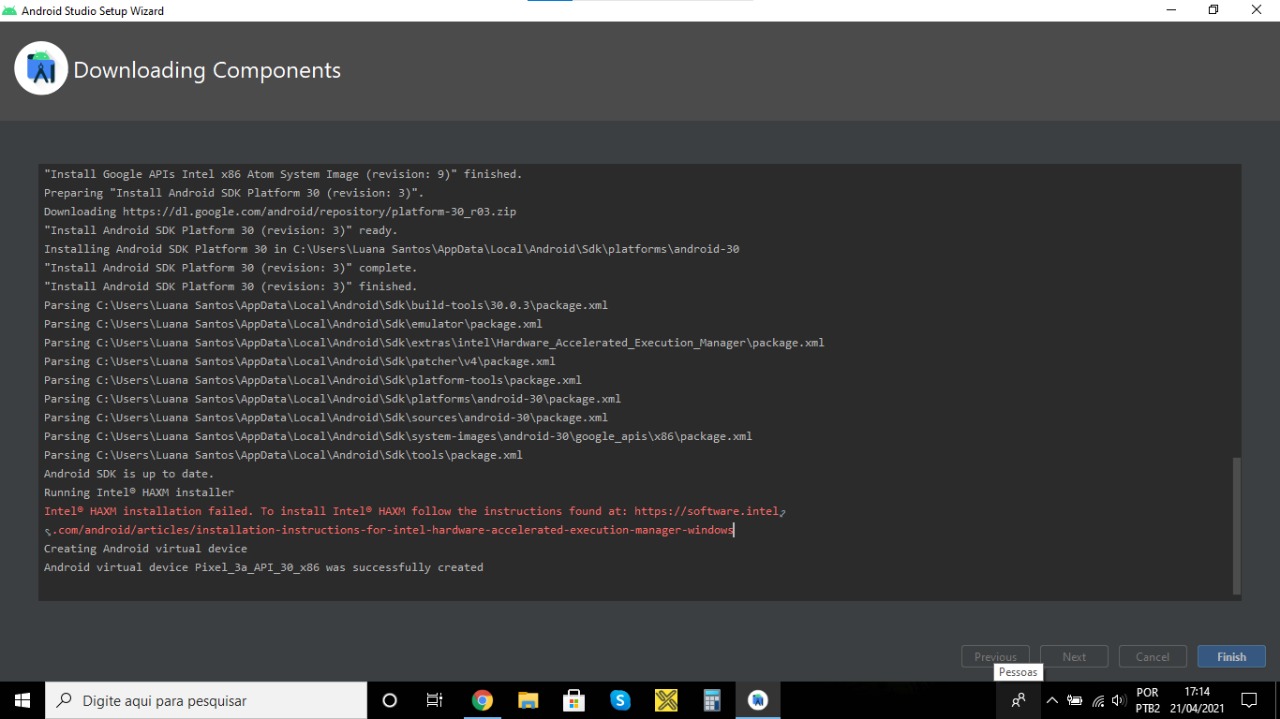 Android Studio Setup Wizard
Downloading Components
"Install Google APIs Intel x86 Atom System Image (revision: 9)" finished.
Preparing "Install Android SDK Platform 30 (revision: 3)".
Downloading https://dl.google.com/android/repository/platform-30_r03.zip
"Install Android SDK Platform 30 (revision: 3)" ready.
Installing Android SDK Platform 30 in C:\Users\Luana Santos\AppData\Local\Android\Sdk\platforms\android-30
"Install Android SDK Platform 30 (revision: 3)" complete.
"Install Android SDK Platform 30 (revision: 3)" finished.
Parsing C:\Users\Luana Santos\AppData\Local\Android\Sdk\build-tools\30.0.3\package.xml
Parsing C:\Users\Luana Santos\AppData\Local\Android\Sdk\emulator\package.xml
Parsing C:\Users\Luana Santos\AppData\Local\Android\Sdk\extras\intel\Hardware_Accelerated_Execution_Manager\package.xml
Parsing C:\Users\Luana Santos\AppData\Local\Android\Sdk\patcher\v4\package.xml
Parsing C:\Users\Luana Santos\AppData\Local\Android\Sdk\platform-tools\package.xml
Parsing C:\Users\Luana Santos\AppData\Local\Android\Sdk\platforms\android-30\package.xml
Parsing C:\Users\Luana Santos\AppData\Local\Android\Sdk\sources\android-30\package.xml
Parsing C:\Users\Luana Santos\AppData\Local\Android\Sdk\system-images\android-30\google_apis\x86\package.xml
Parsing C:\Users\Luana Santos\AppData\Local\Android\Sdk\tools\package.xml
Android SDK is up to date.
Running Intel® HAXM installer
Intel® HAXM installation failed. To install Intel® HAXM follow the instructions found at: https://software.intel
.com/android/articles/installation-instructions-for-intel-hardware-accelerated-execution-manager-windows
Creating Android virtual device
Android virtual device Pixel_3a_API_30_x86 was successfully created
Previous
Next
Cancel
Finish
Pessoas
Digite aqui para pesquisar
POR
PTB2
17:14
21/04/2021